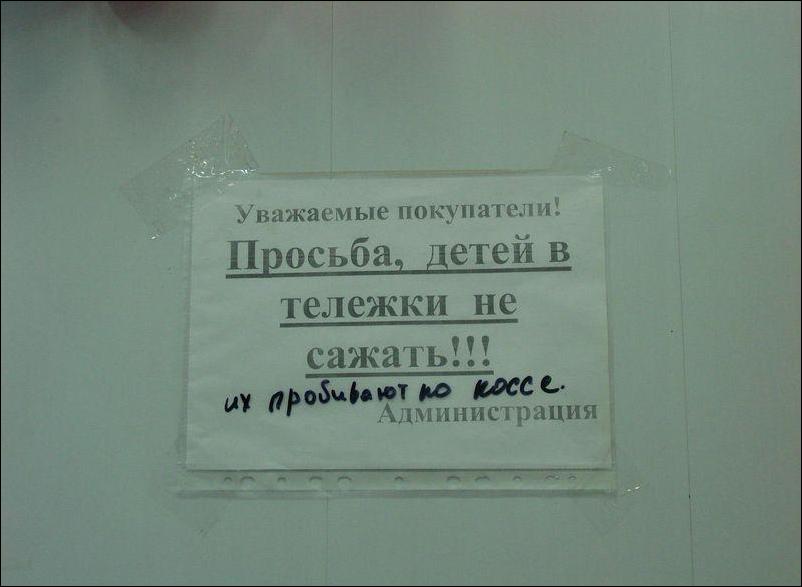 Уважаемые покупатели!
Просьба, детей в
тележки не
сажать!!!
их пробивают по кассе.
Администрация